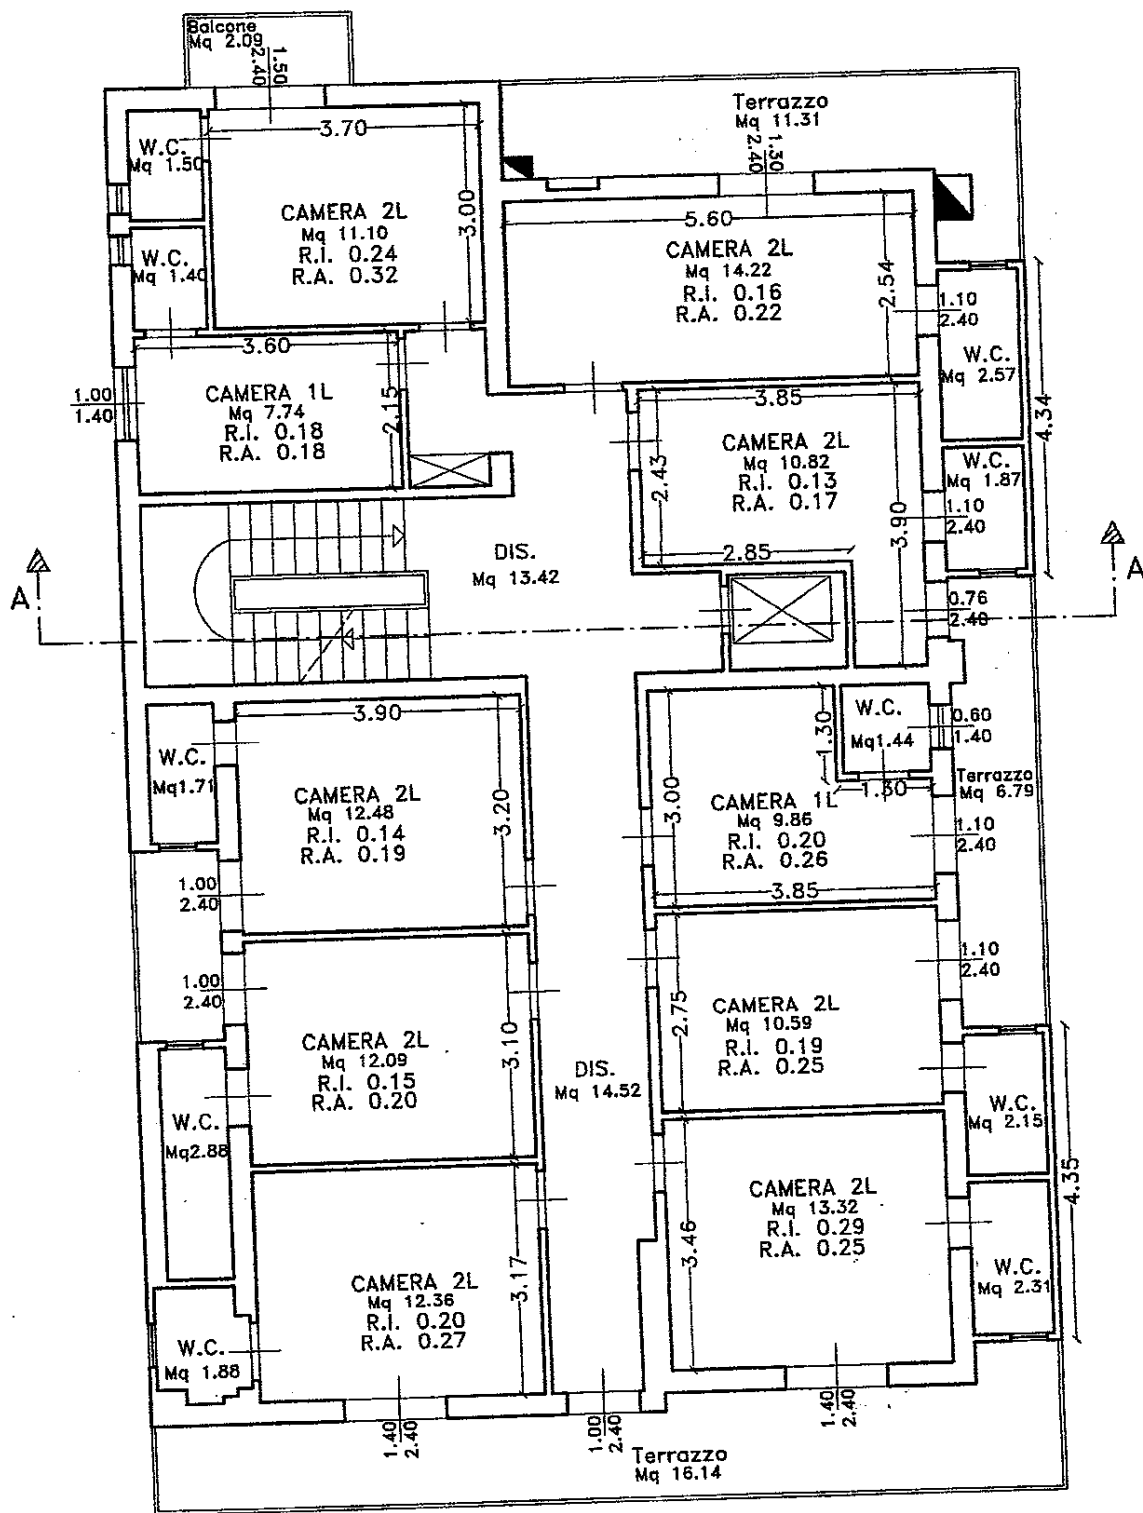 Balcone
Mq 2.09
1.50
2.40
Terrazzo
Mq 11.31
1.30
2.40
W.C.
Mq 1.50
3.70
3.00
CAMERA 2L
Mq 11.10
R.I. 0.24
R.A. 0.32
5.60
CAMERA 2L
Mq 14.22
R.I. 0.16
R.A. 0.22
2.54
W.C.
Mq 1.40
1.10
2.40
W.C.
Mq 2.57
4.34
3.60
CAMERA 1L
Mq 7.74
R.I. 0.18
R.A. 0.18
2.15
1.00
1.40
3.85
CAMERA 2L
Mq 10.82
R.I. 0.13
R.A. 0.17
2.43
3.90
2.85
W.C.
Mq 1.87
1.10
2.40
DIS.
Mq 13.42
A
A
0.76
2.40
3.90
W.C.
Mq1.71
CAMERA 2L
Mq 12.48
R.I. 0.14
R.A. 0.19
3.20
1.30
W.C.
Mq1.44
0.60
1.40
1.30
Terrazzo
Mq 6.79
3.00
CAMERA 1L
Mq 9.86
R.I. 0.20
R.A. 0.26
3.85
1.10
2.40
1.00
2.40
1.00
2.40
CAMERA 2L
Mq 12.09
R.I. 0.15
R.A. 0.20
3.10
2.75
CAMERA 2L
Mq 10.59
R.I. 0.19
R.A. 0.25
1.10
2.40
DIS.
Mq 14.52
W.C.
Mq2.88
W.C.
Mq 2.15
4.35
CAMERA 2L
Mq 13.32
R.I. 0.29
R.A. 0.25
3.46
3.17
CAMERA 2L
Mq 12.36
R.I. 0.20
R.A. 0.27
W.C.
Mq 2.31
W.C.
Mq 1.88
1.40
2.40
1.00
2.40
1.40
2.40
Terrazzo
Mq 16.14